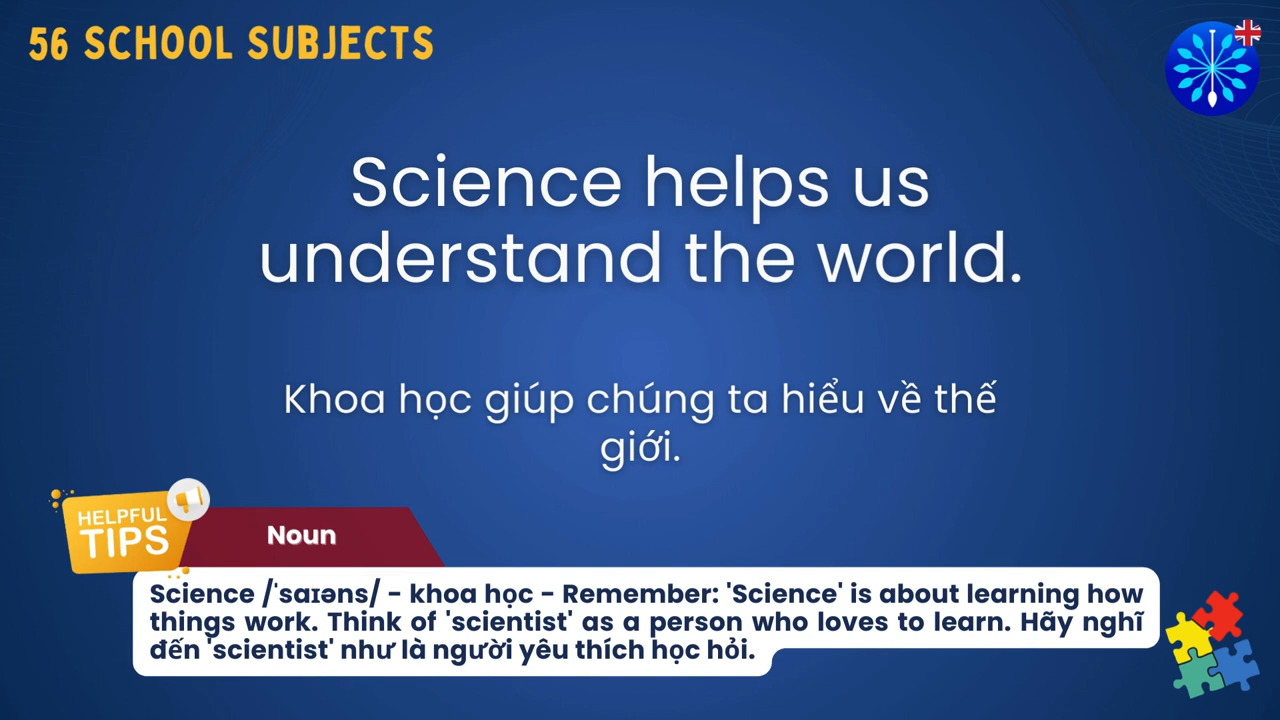 56 SCHOOL SUBJECTS
Science helps us
understand the world.
Khoa học giúp chúng ta hiểu về thế
giới.
HELPFUL
TIPS
Noun
Science /ˈsaɪəns/ - khoa học - Remember: 'Science' is about learning how
things work. Think of 'scientist' as a person who loves to learn. Hãy nghĩ
đến 'scientist' như là người yêu thích học hỏi.